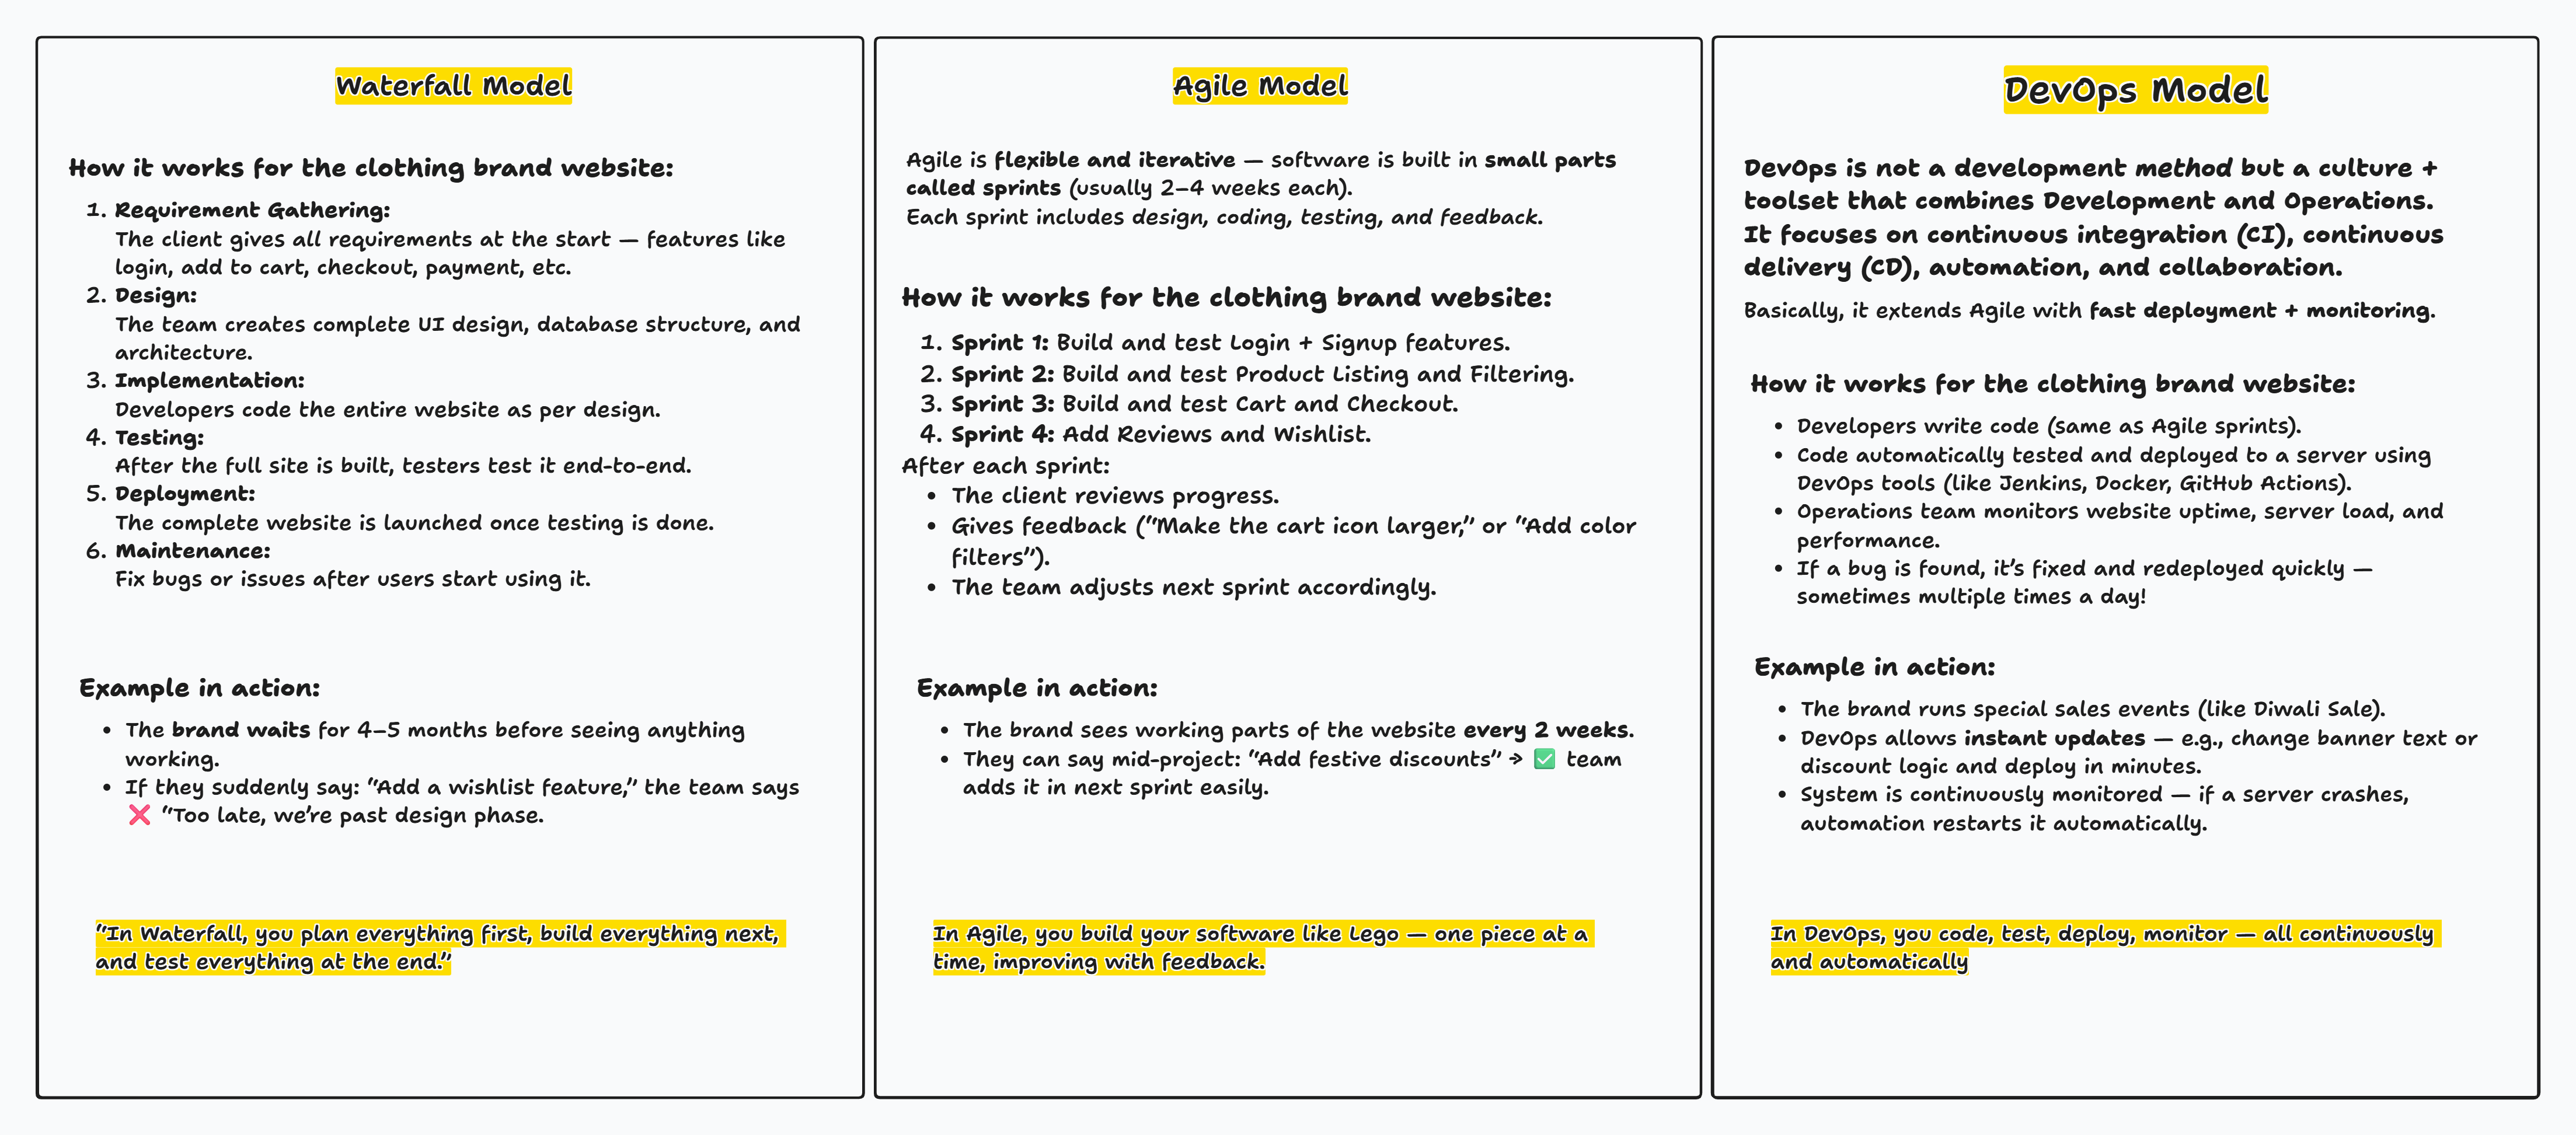 Waterfall Model
How it works for the clothing brand website:
1. Requirement Gathering:
The client gives all requirements at the start — features like
login, add to cart, checkout, payment, etc.
2. Design:
The team creates complete UI design, database structure, and
architecture.
3. Implementation:
Developers code the entire website as per design.
4. Testing:
After the full site is built, testers test it end-to-end.
5. Deployment:
The complete website is launched once testing is done.
6. Maintenance:
Fix bugs or issues after users start using it.
Example in action:
• The brand waits for 4–5 months before seeing anything
working.
• If they suddenly say: “Add a wishlist feature,” the team says
❌ “Too late, we’re past design phase.
“In Waterfall, you plan everything first, build everything next,
and test everything at the end.”
Agile Model
Agile is flexible and iterative — software is built in small parts
called sprints (usually 2–4 weeks each).
Each sprint includes design, coding, testing, and feedback.
How it works for the clothing brand website:
1. Sprint 1: Build and test Login + Signup features.
2. Sprint 2: Build and test Product Listing and Filtering.
3. Sprint 3: Build and test Cart and Checkout.
4. Sprint 4: Add Reviews and Wishlist.
After each sprint:
• The client reviews progress.
• Gives feedback (“Make the cart icon larger,” or “Add color
filters”).
• The team adjusts next sprint accordingly.
Example in action:
• The brand sees working parts of the website every 2 weeks.
• They can say mid-project: “Add festive discounts” → ✅ team
adds it in next sprint easily.
In Agile, you build your software like Lego — one piece at a
time, improving with feedback.
DevOps Model
DevOps is not a development method but a culture +
toolset that combines Development and Operations.
It focuses on continuous integration (CI), continuous
delivery (CD), automation, and collaboration.
Basically, it extends Agile with fast deployment + monitoring.
How it works for the clothing brand website:
• Developers write code (same as Agile sprints).
• Code automatically tested and deployed to a server using
DevOps tools (like Jenkins, Docker, GitHub Actions).
• Operations team monitors website uptime, server load, and
performance.
• If a bug is found, it’s fixed and redeployed quickly —
sometimes multiple times a day!
Example in action:
• The brand runs special sales events (like Diwali Sale).
• DevOps allows instant updates — e.g., change banner text or
discount logic and deploy in minutes.
• System is continuously monitored — if a server crashes,
automation restarts it automatically.
In DevOps, you code, test, deploy, monitor — all continuously
and automatically